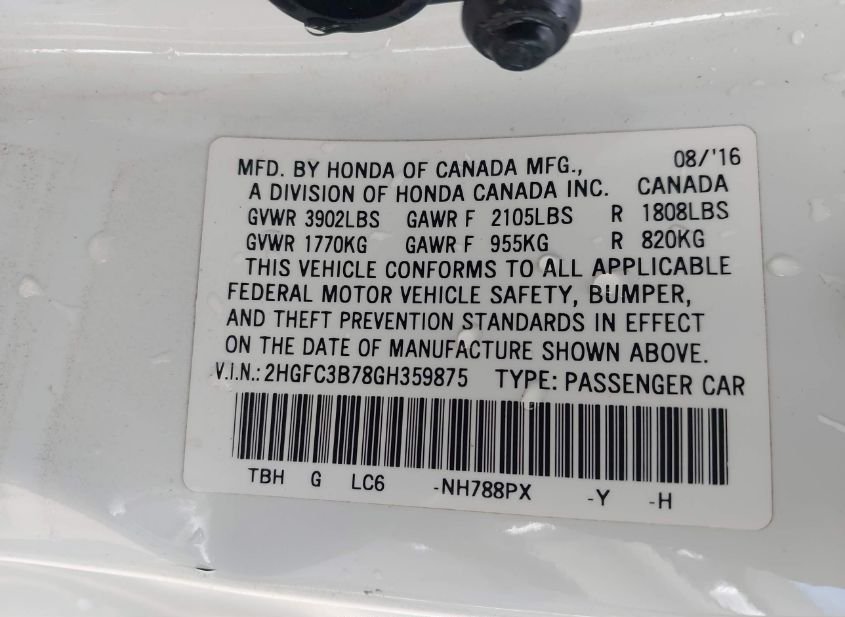 MFD. BY HONDA OF CANADA MFG., 08/'16
A DIVISION OF HONDA CANADA INC. CANADA
GVWR 3902LBS GAWR F 2105LBS R 1808LBS
GVWR 1770KG GAWR F 955KG R 820KG
THIS VEHICLE CONFORMS TO ALL APPLICABLE
FEDERAL MOTOR VEHICLE SAFETY, BUMPER,
AND THEFT PREVENTION STANDARDS IN EFFECT
ON THE DATE OF MANUFACTURE SHOWN ABOVE.
V.I.N.: 2HGFC3B78GH359875 TYPE: PASSENGER CAR
TBH G LC6 -NH788PX -Y -H